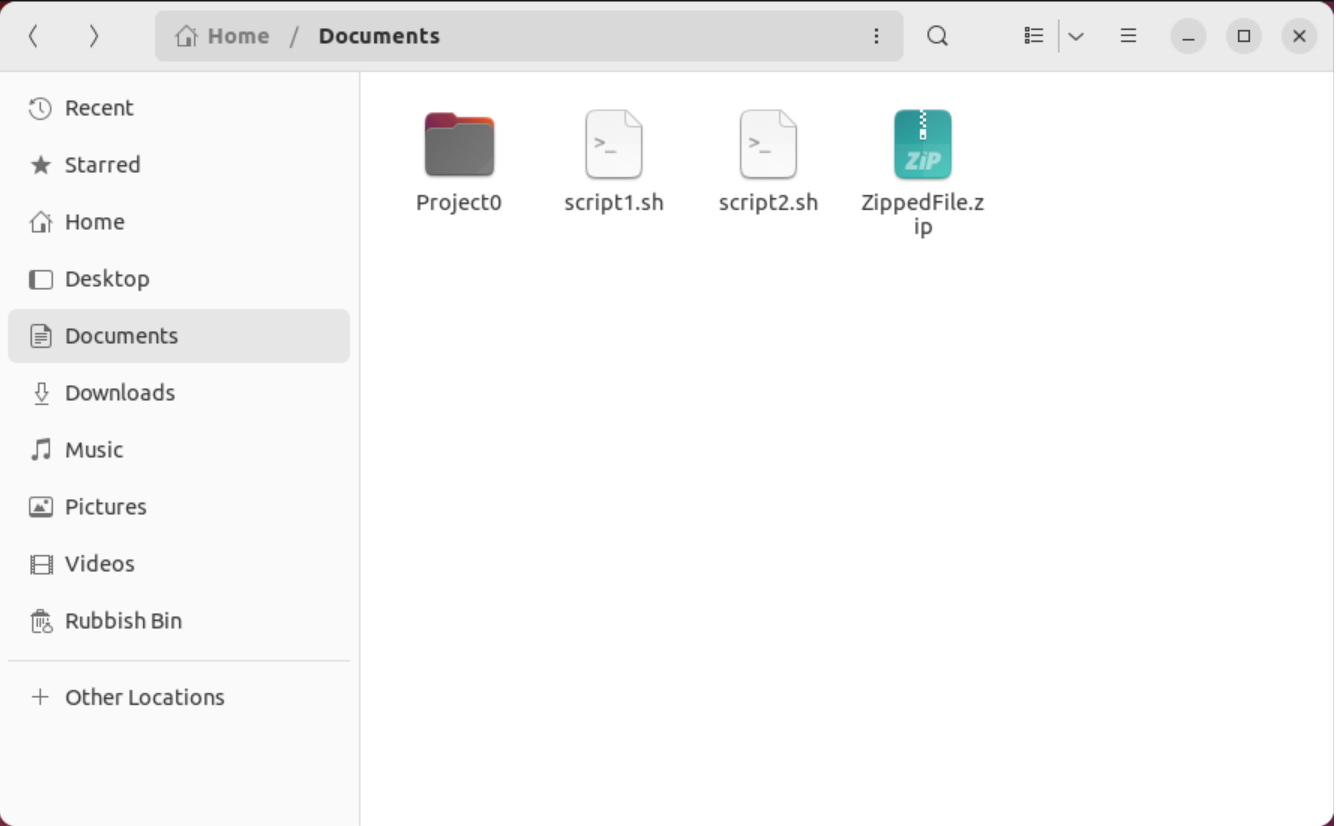 Home / Documents
Recent
Starred
Home
Desktop
Documents
Downloads
Music
Pictures
Videos
Rubbish Bin
+ Other Locations
>_
>_
ZiP
Project0
script1.sh
script2.sh
ZippedFile.z
ip